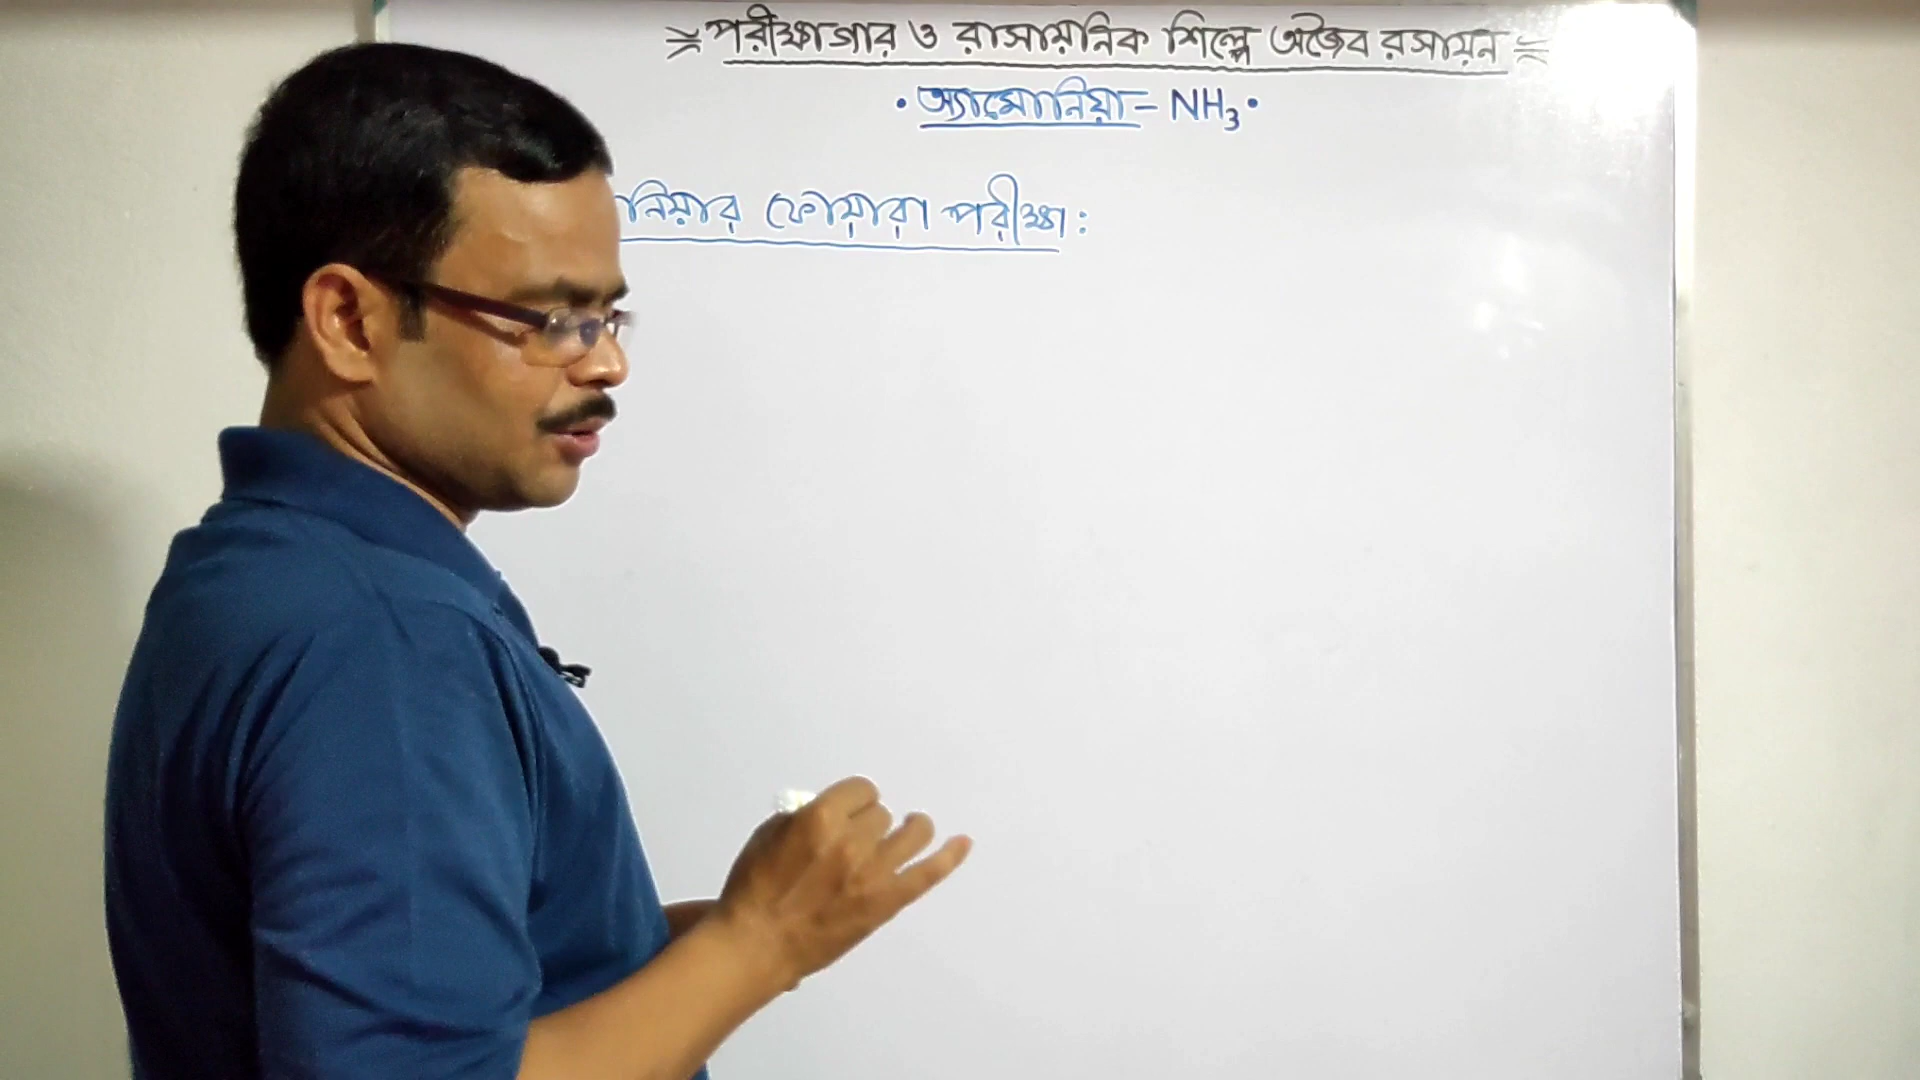 পরীক্ষাগার ও রাসায়নিক শিল্পে অজৈব রসায়ন
• অ্যামোনিয়া – NH₃ •
নিয়ার ফোয়ারা পরীক্ষা :